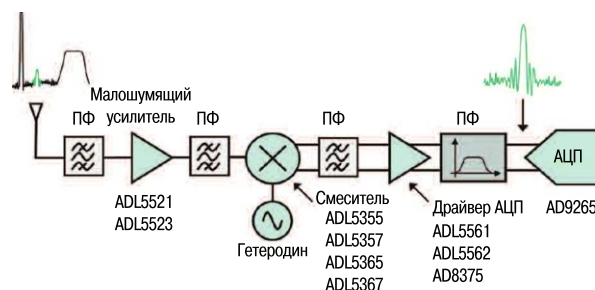 Малошумящий
усилитель
ПФ
ПФ
ПФ
ПФ
АЦП
ADL5521
ADL5523
Гетеродин
Смеситель
ADL5355
ADL5357
ADL5365
ADL5367
Драйвер АЦП
ADL5561
ADL5562
AD8375
AD9265